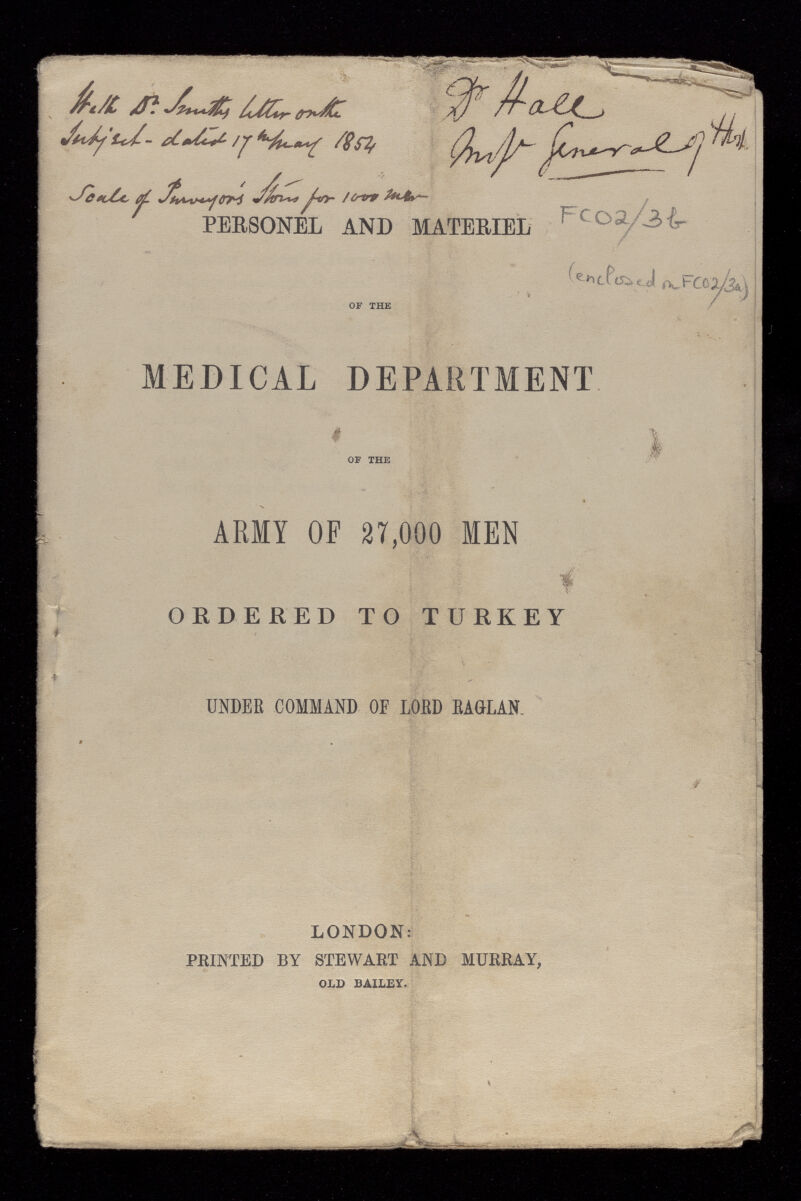 With Dr. Smith's letter on the
Subject - dated 17th May 1854
Scale of Purveyor's Stores for 1000 men
Dr Hall
Insp General of Hosp
FC02/3b
(enclosed in FC02/3a)
PERSONEL AND MATERIEL
OF THE
MEDICAL DEPARTMENT
OF THE
ARMY OF 27,000 MEN
ORDERED TO TURKEY
UNDER COMMAND OF LORD RAGLAN.
LONDON:
PRINTED BY STEWART AND MURRAY,
OLD BAILEY.